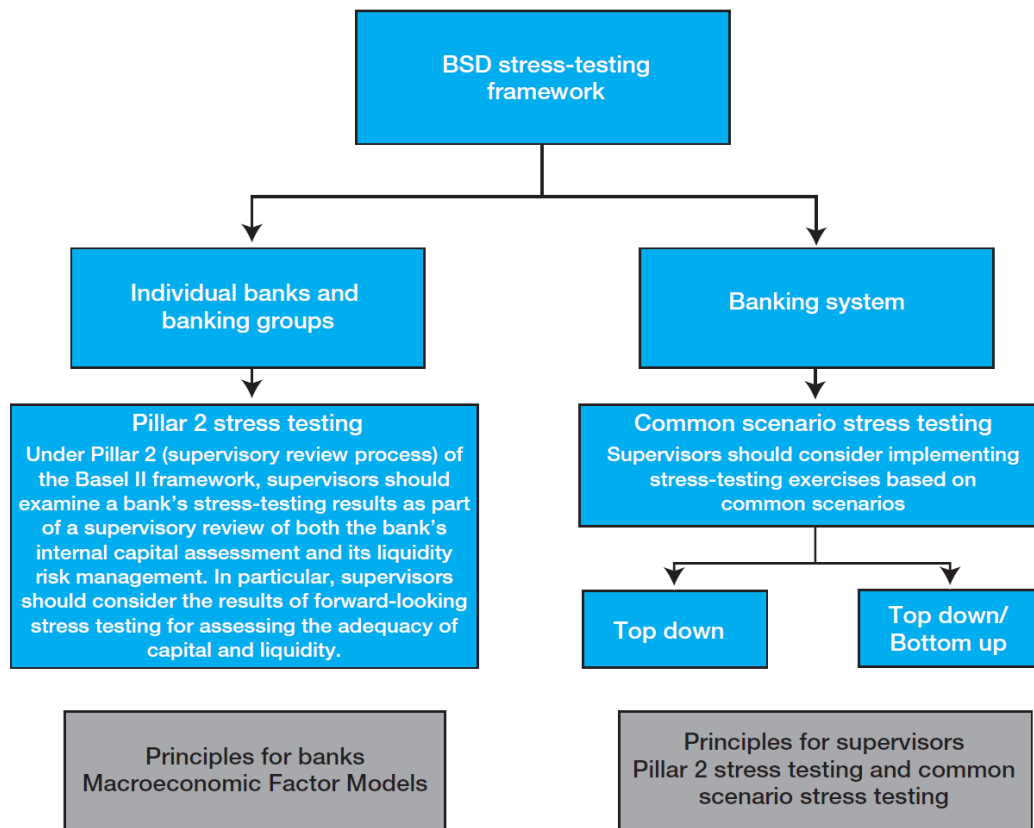 BSD stress-testing
framework
Individual banks and
banking groups
Banking system
Pillar 2 stress testing
Under Pillar 2 (supervisory review process) of
the Basel II framework, supervisors should
examine a bank's stress-testing results as part
of a supervisory review of both the bank's
internal capital assessment and its liquidity
risk management. In particular, supervisors
should consider the results of forward-looking
stress testing for assessing the adequacy of
capital and liquidity.
Common scenario stress testing
Supervisors should consider implementing
stress-testing exercises based on
common scenarios
Top down
Top down/
Bottom up
Principles for banks
Macroeconomic Factor Models
Principles for supervisors
Pillar 2 stress testing and common
scenario stress testing